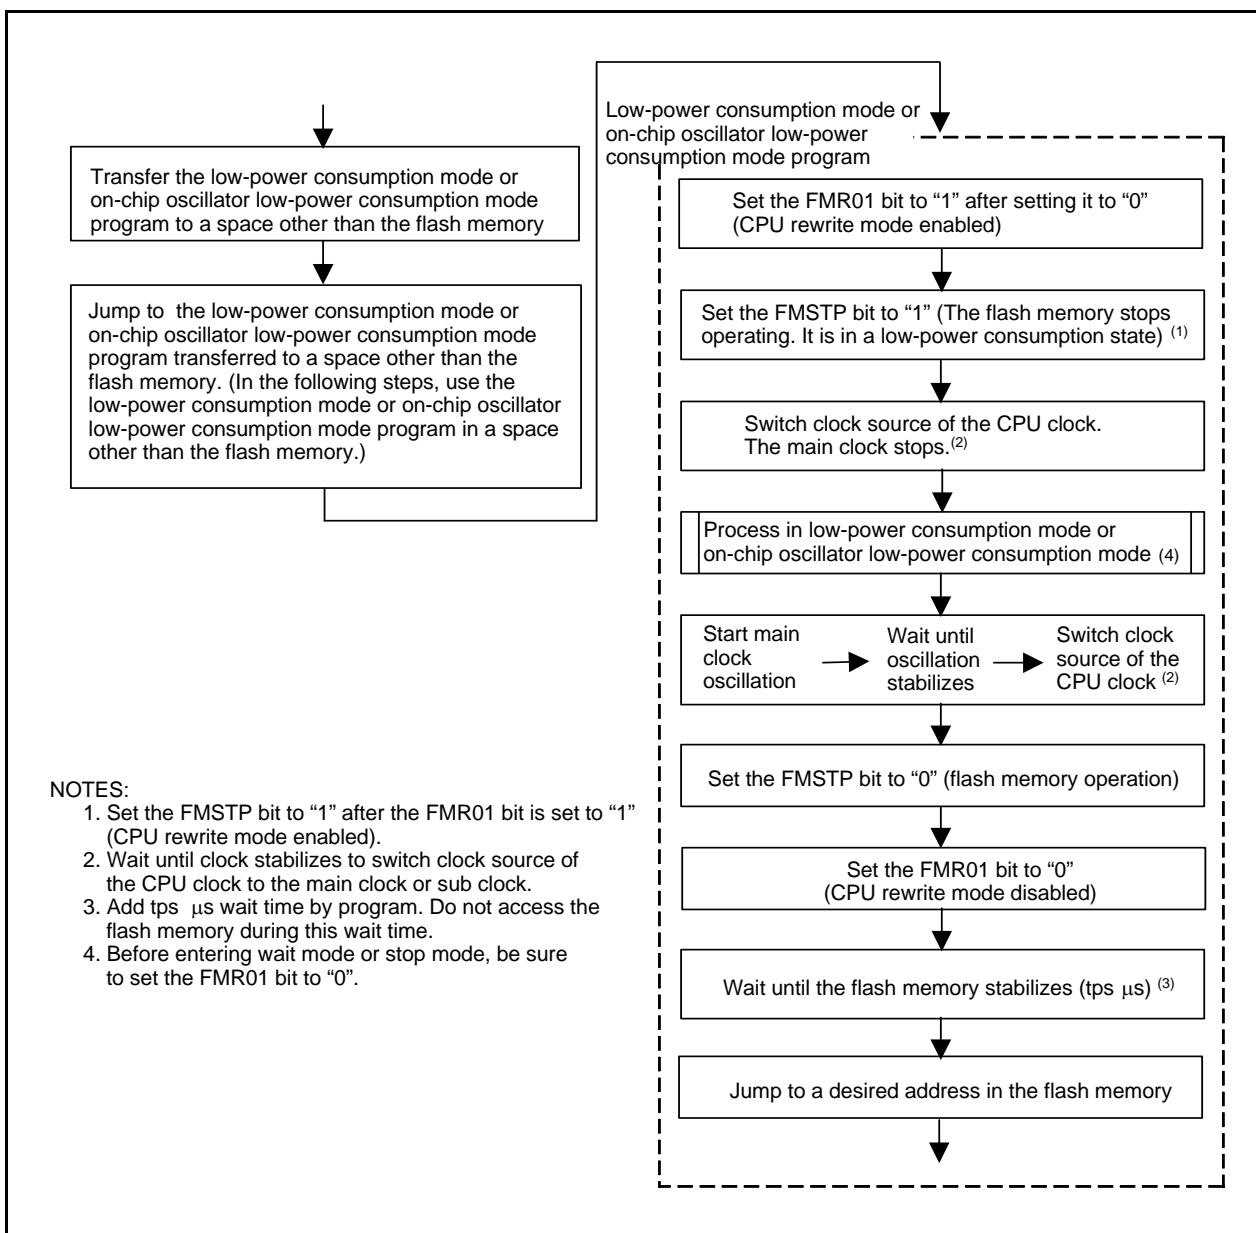 Transfer the low-power consumption mode or
on-chip oscillator low-power consumption mode
program to a space other than the flash memory
Jump to  the low-power consumption mode or
on-chip oscillator low-power consumption mode
program transferred to a space other than the
flash memory. (In the following steps, use the
low-power consumption mode or on-chip oscillator
low-power consumption mode program in a space
other than the flash memory.)
Low-power consumption mode or
on-chip oscillator low-power
consumption mode program
Set the FMR01 bit to “1” after setting it to “0”
(CPU rewrite mode enabled)
Set the FMSTP bit to “1” (The flash memory stops
operating. It is in a low-power consumption state) (1)
Switch clock source of the CPU clock.
The main clock stops.(2)
Process in low-power consumption mode or
on-chip oscillator low-power consumption mode (4)
Start main
clock
oscillation
Wait until
oscillation
stabilizes
Switch clock
source of the
CPU clock (2)
Set the FMSTP bit to “0” (flash memory operation)
Set the FMR01 bit to “0”
(CPU rewrite mode disabled)
Wait until the flash memory stabilizes (tps μs) (3)
Jump to a desired address in the flash memory
NOTES:
1. Set the FMSTP bit to “1” after the FMR01 bit is set to “1”
(CPU rewrite mode enabled).
2. Wait until clock stabilizes to switch clock source of
the CPU clock to the main clock or sub clock.
3. Add tps  μs wait time by program. Do not access the
flash memory during this wait time.
4. Before entering wait mode or stop mode, be sure
to set the FMR01 bit to “0”.